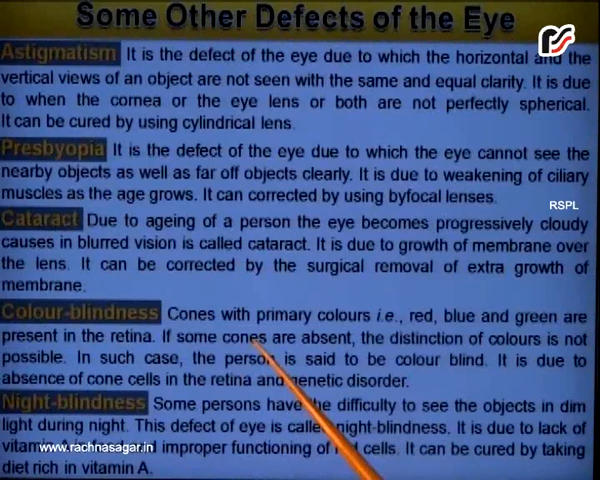 Some Other Defects of the Eye
Astigmatism It is the defect of the eye due to which the horizontal and the
vertical views of an object are not seen with the same and equal clarity. It is due
to when the cornea or the eye lens or both are not perfectly spherical.
It can be cured by using cylindrical lens.
Presbyopia It is the defect of the eye due to which the eye cannot see the
nearby objects as well as far off objects clearly. It is due to weakening of ciliary
muscles as the age grows. It can corrected by using byfocal lenses.
RSPL
Cataract Due to ageing of a person the eye becomes progressively cloudy
causes in blurred vision is called cataract. It is due to growth of membrane over
the lens. It can be corrected by the surgical removal of extra growth of
membrane.
Colour-blindness Cones with primary colours i.e., red, blue and green are
present in the retina. If some cones are absent, the distinction of colours is not
possible. In such case, the person is said to be colour blind. It is due to
absence of cone cells in the retina and genetic disorder.
Night-blindness Some persons have the difficulty to see the objects in dim
light during night. This defect of eye is called night-blindness. It is due to lack of
vitamin improper functioning of cells. It can be cured by taking
www.rachnasagar.in
diet rich in vitamin A.